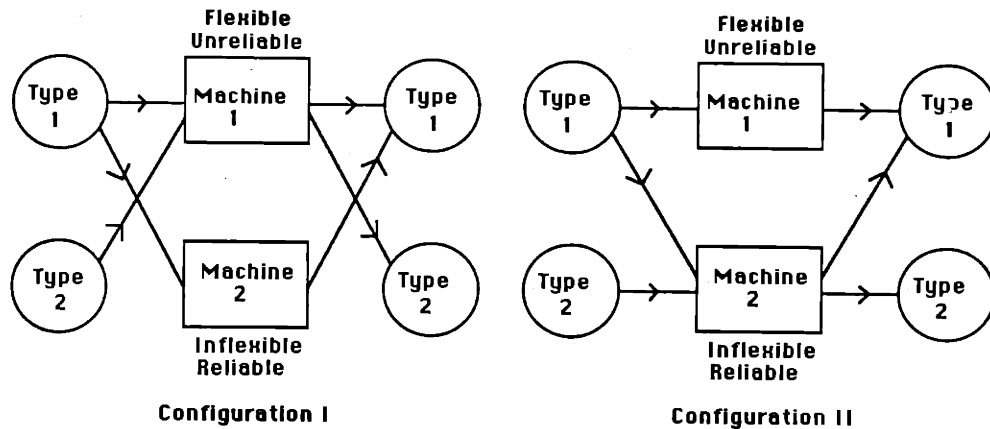 Flexible
Unreliable
Type
1
Machine
1
Type
1
Type
2
Machine
2
Type
2
Inflexible
Reliable
Configuration I
Flexible
Unreliable
Type
1
Machine
1
Type
1
Type
2
Machine
2
Type
2
Inflexible
Reliable
Configuration II